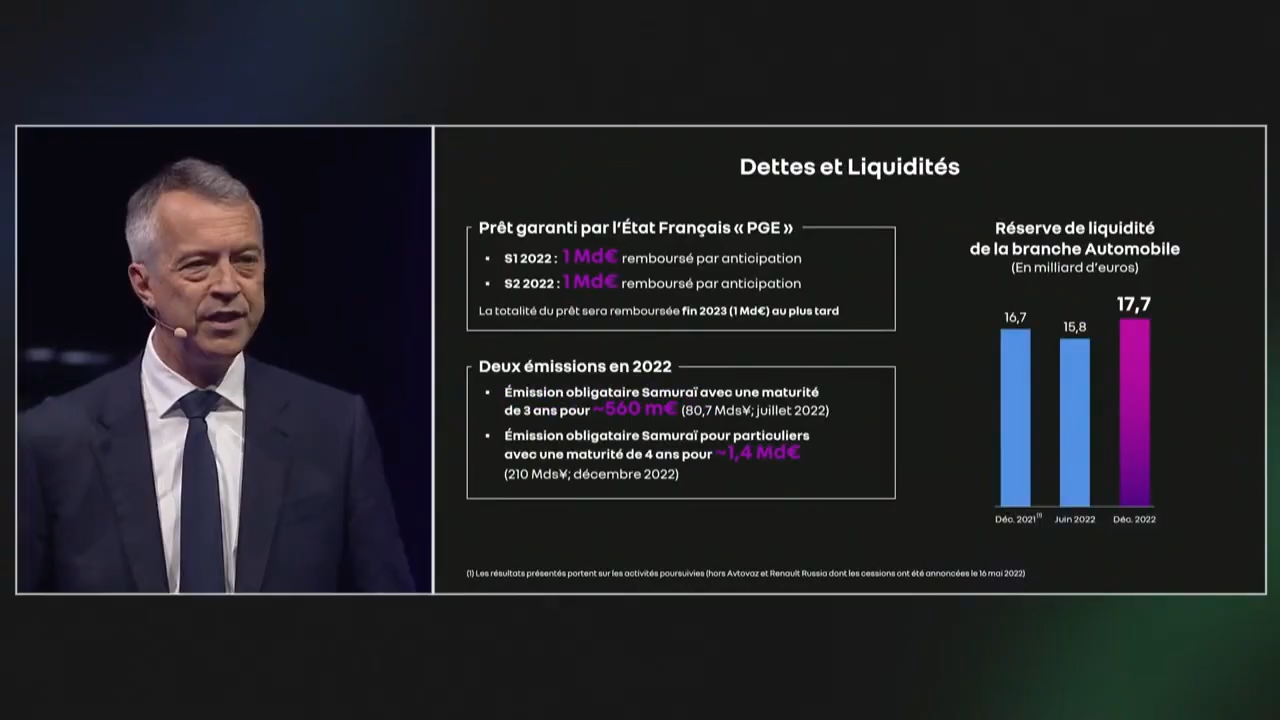 Dettes et Liquidités
Prêt garanti par l'État Français « PGE »
• S1 2022 : 1 Md€ remboursé par anticipation
• S2 2022 : 1 Md€ remboursé par anticipation
La totalité du prêt sera remboursée fin 2023 (1 Md€) au plus tard
Deux émissions en 2022
• Émission obligataire Samuraï avec une maturité
de 3 ans pour ~560 m€ (80,7 Mds¥; juillet 2022)
• Émission obligataire Samuraï pour particuliers
avec une maturité de 4 ans pour ~1,4 Md€
(210 Mds¥; décembre 2022)
Réserve de liquidité
de la branche Automobile
(En milliard d'euros)
16,7
15,8
17,7
Déc. 2021(1)
Juin 2022
Déc. 2022
(1) Les résultats présentés portent sur les activités poursuivies (hors Avtovaz et Renault Russia dont les cessions ont été annoncées le 16 mai 2022)